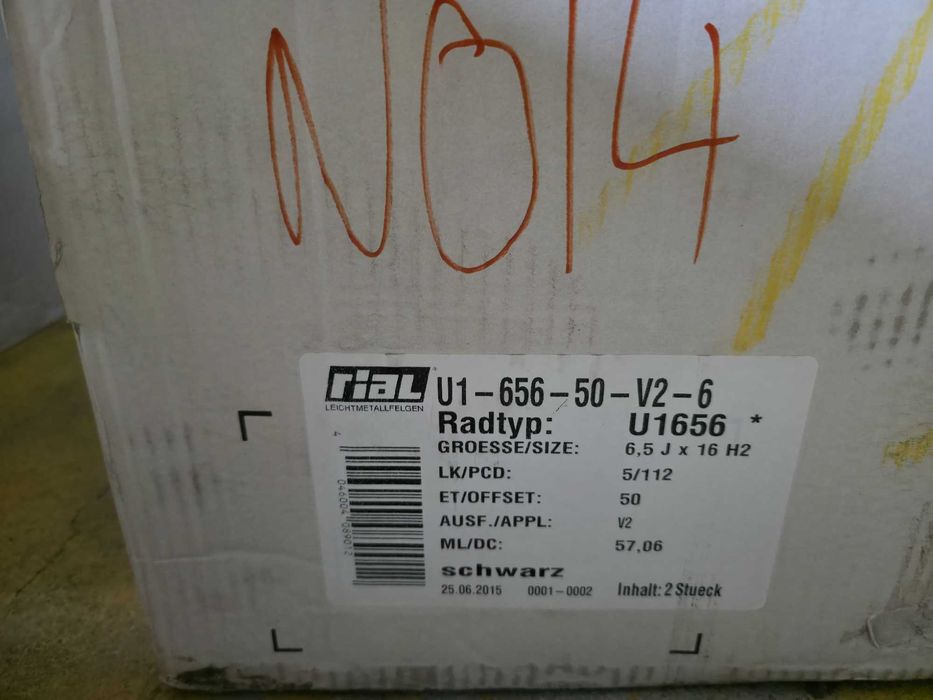 N014
rial
LEICHTMETALLFELGEN
U1-656-50-V2-6
Radtyp: U1656 *
GROESSE/SIZE: 6,5 J x 16 H2
LK/PCD: 5/112
ET/OFFSET: 50
AUSF./APPL: V2
ML/DC: 57,06
schwarz
25.06.2015 0001-0002 Inhalt: 2 Stueck